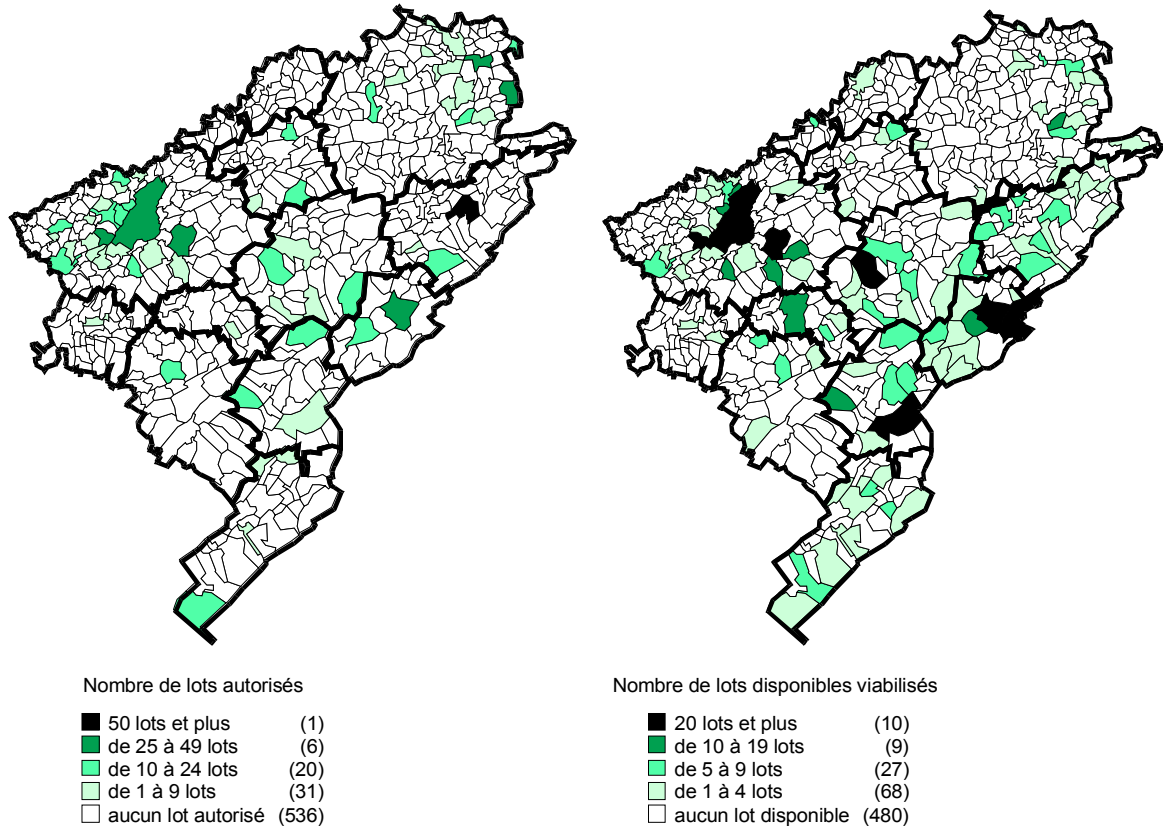 Nombre de lots autorisés
50 lots et plus (1)
de 25 à 49 lots (6)
de 10 à 24 lots (20)
de 1 à 9 lots (31)
aucun lot autorisé (536)
Nombre de lots disponibles viabilisés
20 lots et plus (10)
de 10 à 19 lots (9)
de 5 à 9 lots (27)
de 1 à 4 lots (68)
aucun lot disponible (480)